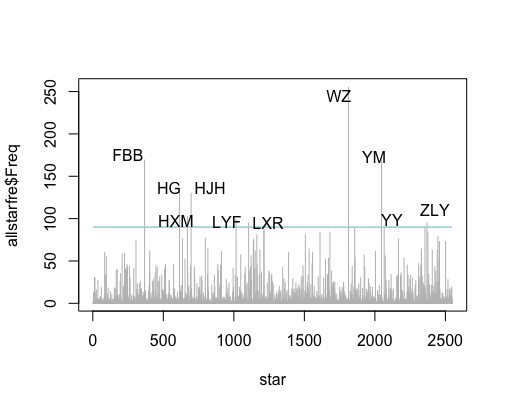 allstarfre$Freq
250
200
150
100
50
0
WZ
FBB
YM
HG
HJH
ZLY
HXM
LYF
LXR
YY
0
500
1000
1500
2000
2500
star